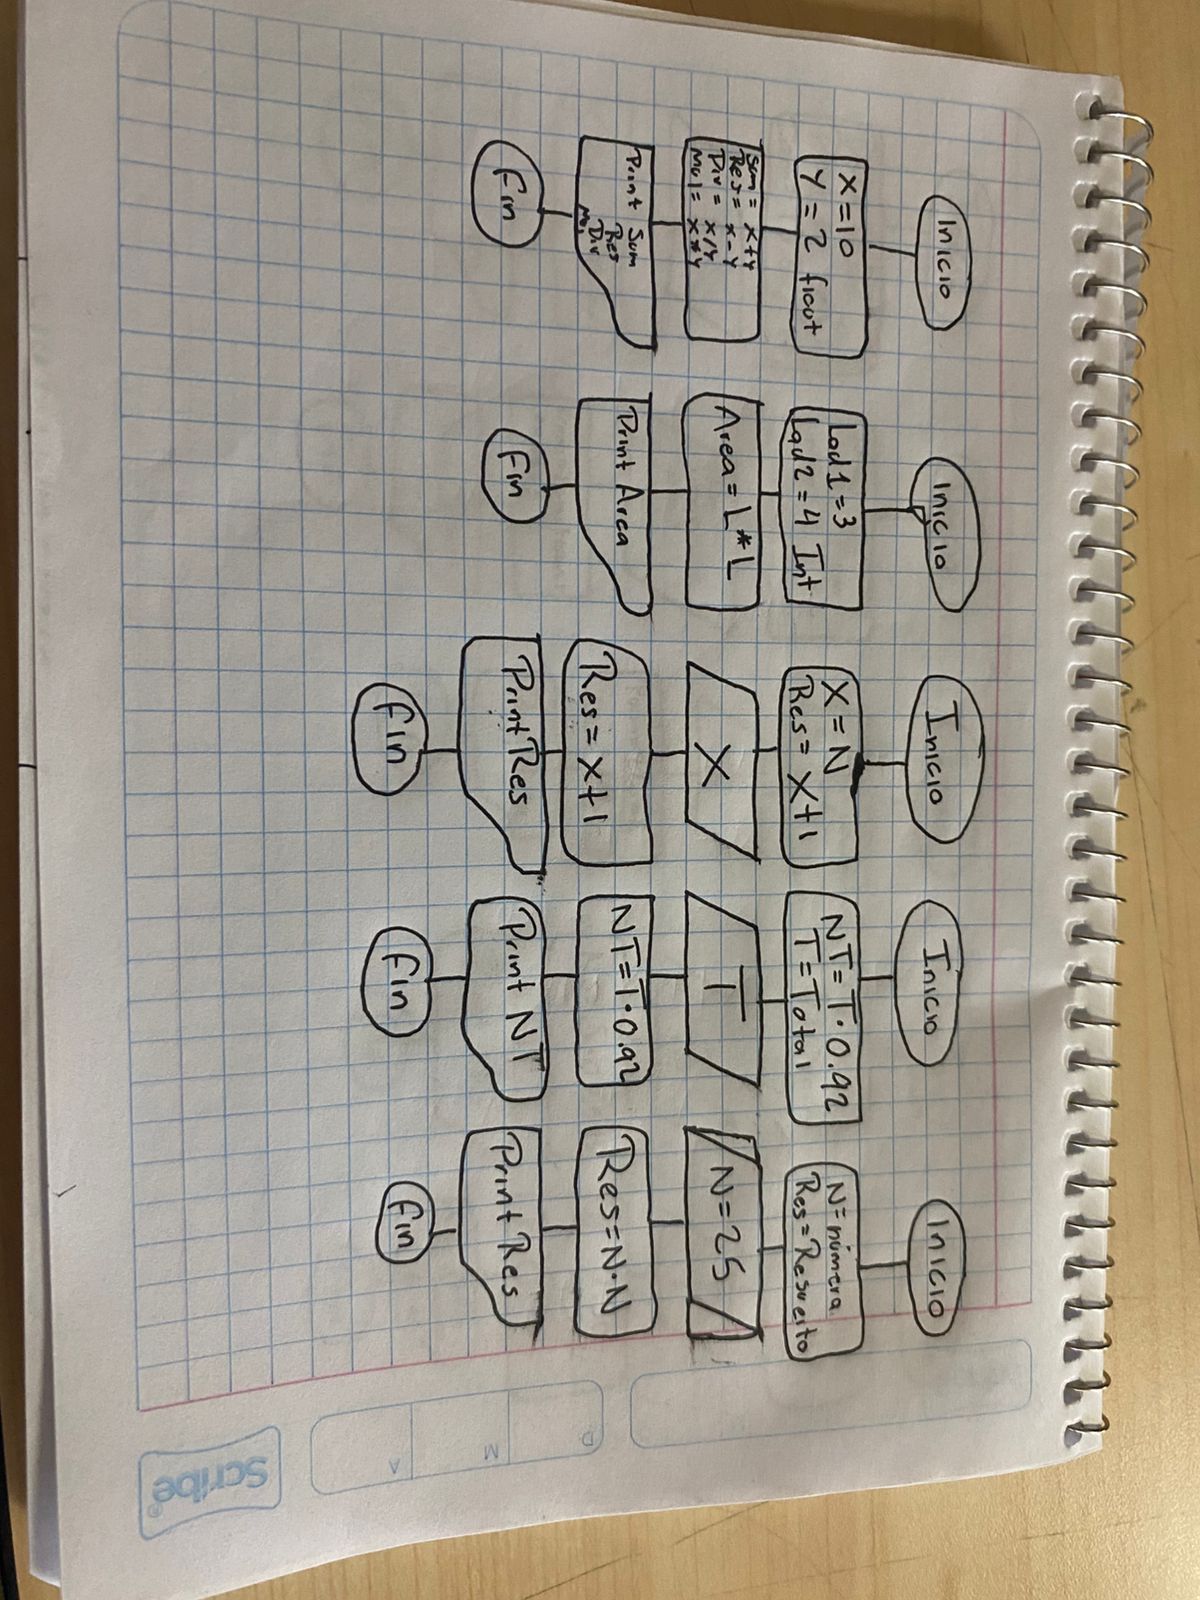 Inicio
X=10
Y=2 float
Sum = x+y
Res = x-y
Div = x/y
Mul = x*y
Print Sum
Res
Div
Mul
Fin
Inicio
Lad1=3
Lad2=4 Int
Area=L*L
Print Area
Fin
Inicio
X=N
Res=X+1
X
Res=x+1
Print Res
Fin
Inicio
NT=T·0.92
T=Total
T
NT=T·0.92
Print NT
Fin
Inicio
N=número
Res=Resuelto
N=25
Res=N·N
Print Res
Fin
D
M
A
Scribe